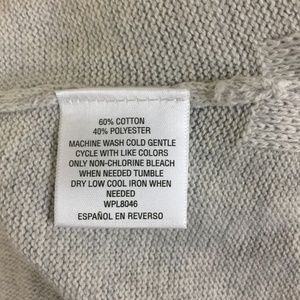 60% COTTON
40% POLYESTER
MACHINE WASH COLD GENTLE
CYCLE WITH LIKE COLORS
ONLY NON-CHLORINE BLEACH
WHEN NEEDED TUMBLE
DRY LOW COOL IRON WHEN
NEEDED
WPL8046
ESPAÑOL EN REVERSO